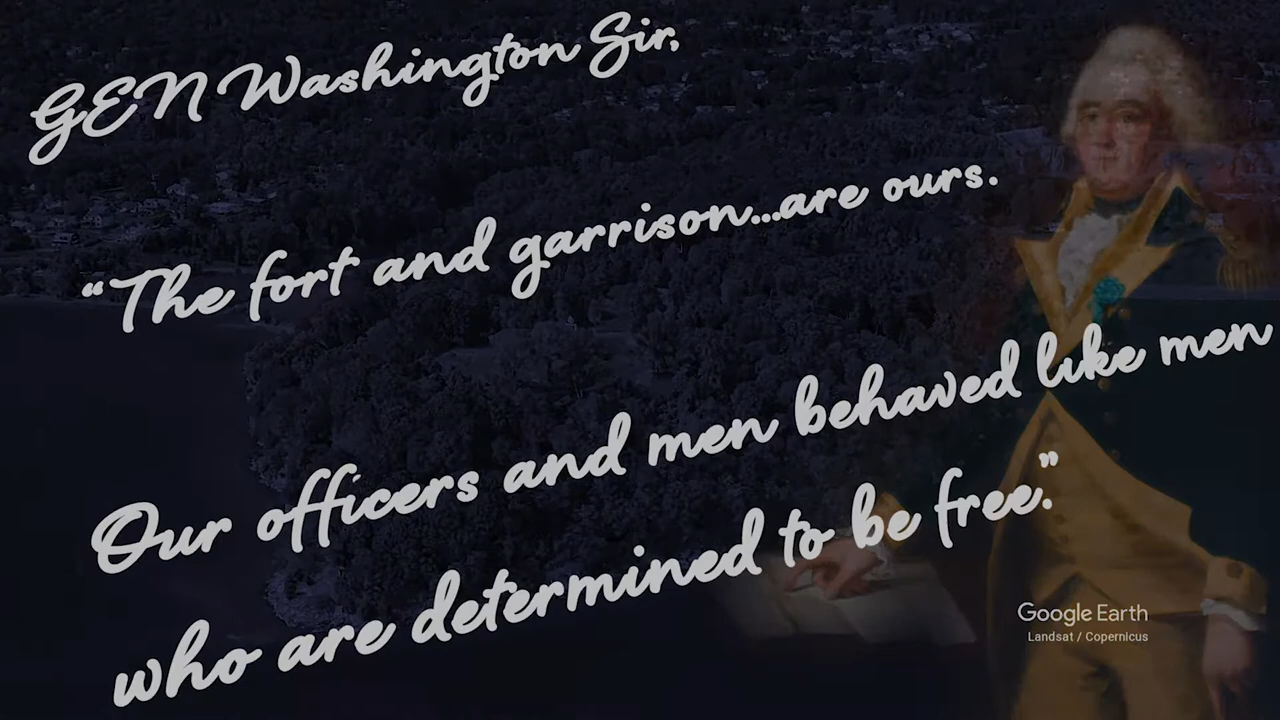 GEN Washington Sir,
“The fort and garrison...are ours.
Our officers and men behaved like men
who are determined to be free.”
Google Earth
Landsat / Copernicus